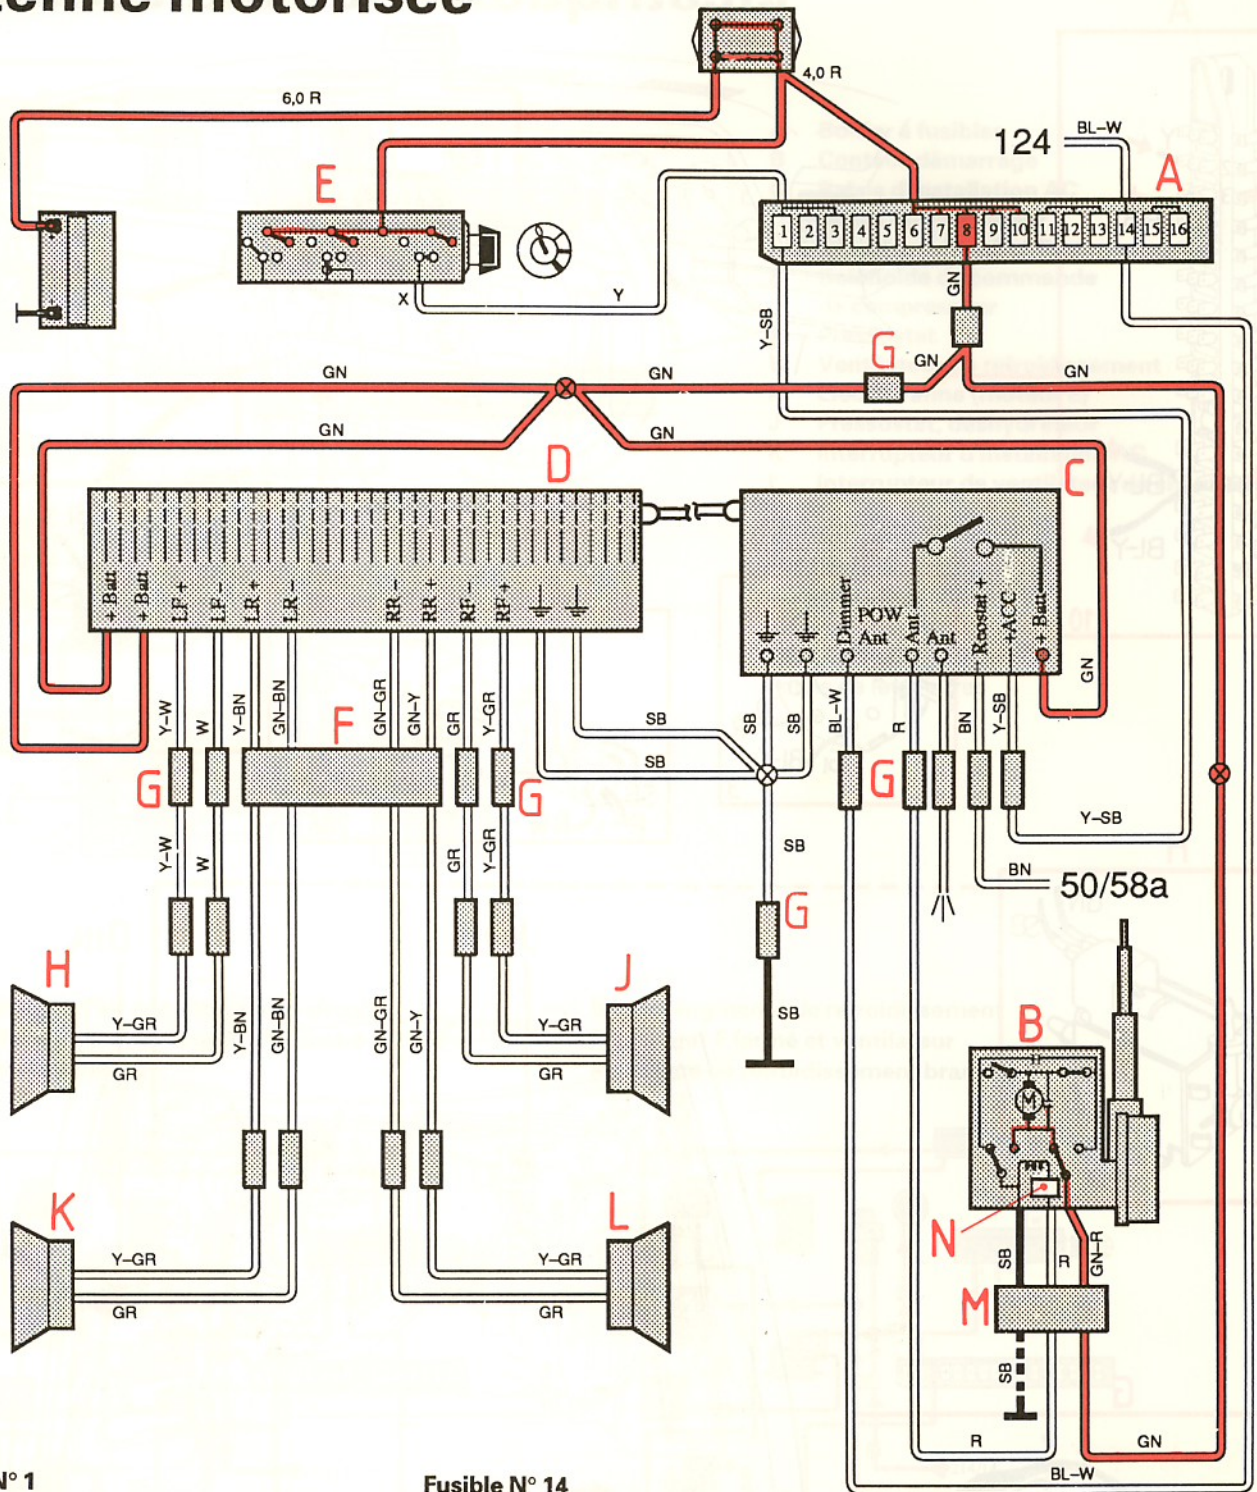 tenne motorisée
6,0 R
4,0 R
124
BL–W
E
A
1 2 3 4 5 6 7 8 9 10 11 12 13 14 15 16
X
Y
Y–SB
GN
G
GN
GN
GN
GN
GN
GN
D
C
+ Batt
+ Batt
LF +
LF -
LR +
LR -
RR -
RR +
RF -
RF +
Dimmer
POW
Ant
Ant
Ant
Roostat +
+ACC
+ Batt
GN
Y–W
W
Y–BN
GN–BN
GN–GR
GN–Y
GR
Y–GR
SB
SB
SB
SB
BL–W
R
BN
Y–SB
F
G
G
G
Y–W
W
GR
Y–GR
SB
Y–SB
BN
50/58a
G
H
J
Y–GR
GR
Y–BN
GN–BN
GN–GR
GN–Y
Y–GR
GR
SB
B
M
N
K
L
Y–GR
GR
Y–GR
GR
SB
R
GN–R
M
SB
R
GN
BL–W
N° 1
Fusible N° 14